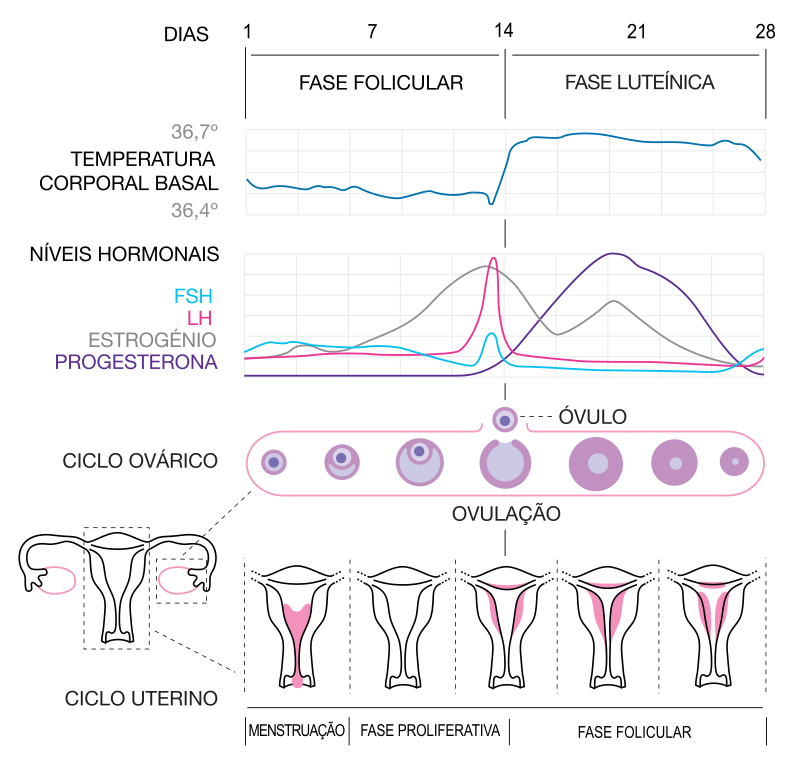 DIAS 1 7 14 21 28
FASE FOLICULAR FASE LUTEÍNICA
36,7º
TEMPERATURA
CORPORAL BASAL
36,4º
NÍVEIS HORMONAIS
FSH
LH
ESTROGÉNIO
PROGESTERONA
ÓVULO
CICLO OVÁRICO
OVULAÇÃO
CICLO UTERINO
MENSTRUAÇÃO FASE PROLIFERATIVA FASE FOLICULAR